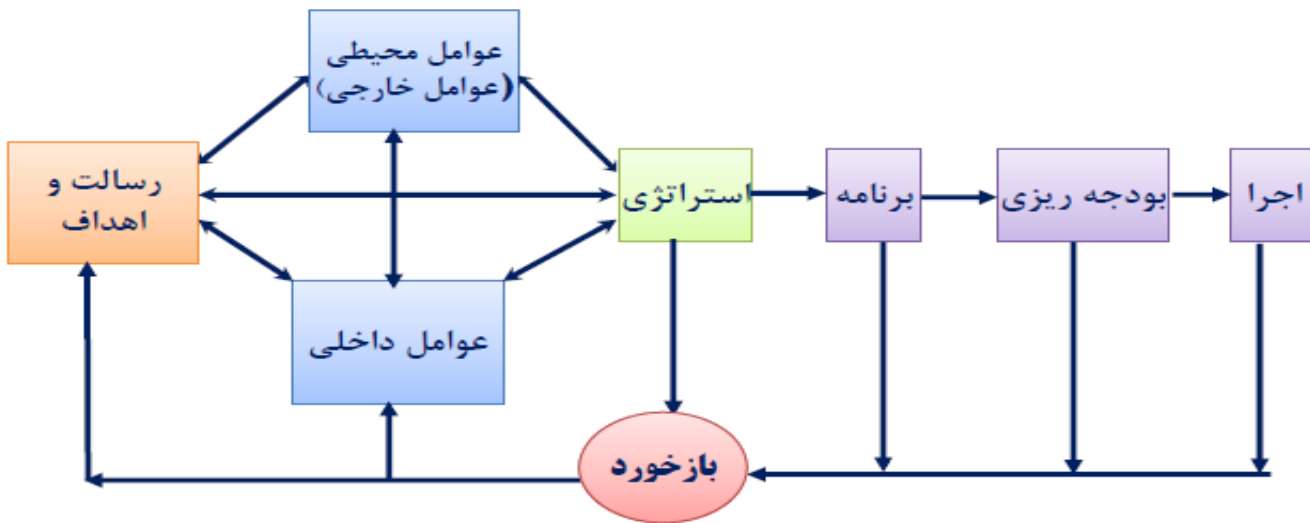 عوامل محیطی
(عوامل خارجی)
رسالت و
اهداف
استراتژی
برنامه
بودجه ریزی
اجرا
عوامل داخلی
بازخورد